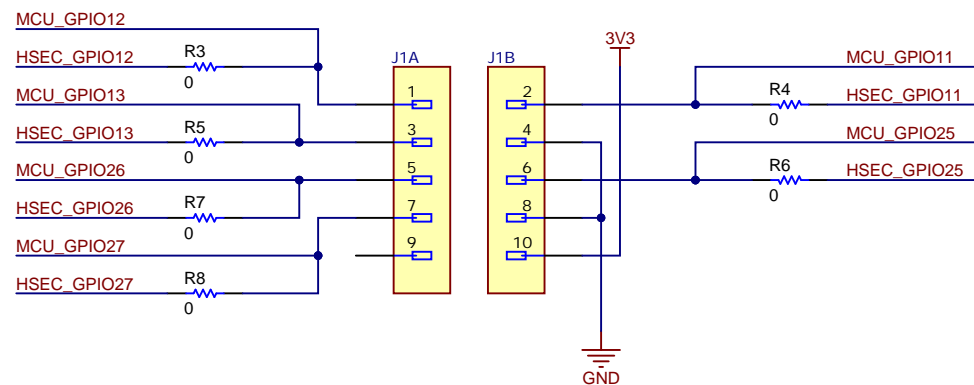 MCU_GPIO12
HSEC_GPIO12
R3
0
MCU_GPIO13
HSEC_GPIO13
R5
0
MCU_GPIO26
HSEC_GPIO26
R7
0
MCU_GPIO27
HSEC_GPIO27
R8
0
J1A
1
3
5
7
9
J1B
2
4
6
8
10
3V3
GND
MCU_GPIO11
R4
0
HSEC_GPIO11
MCU_GPIO25
R6
0
HSEC_GPIO25